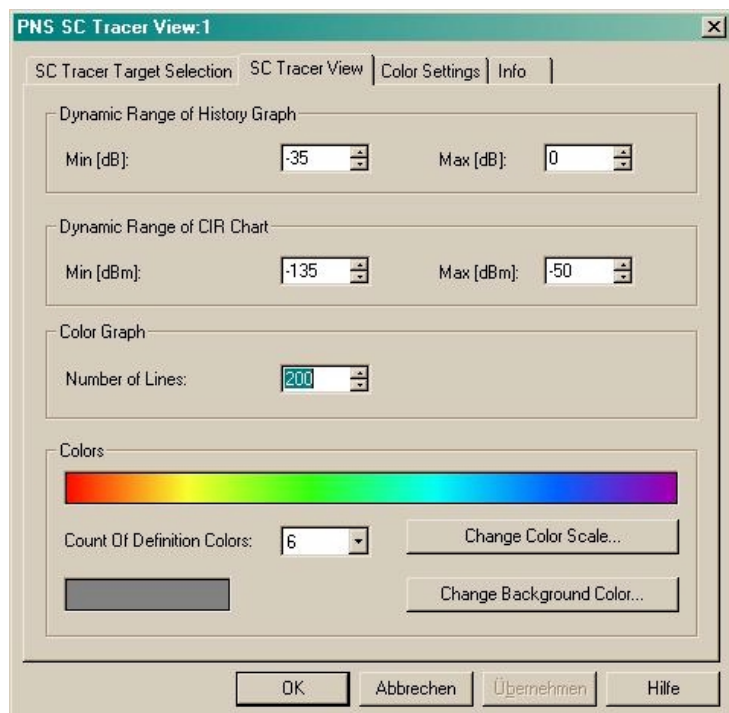 PNS SC Tracer View:1
SC Tracer Target Selection SC Tracer View Color Settings Info
Dynamic Range of History Graph
Min [dB]: -35 Max [dB]: 0
Dynamic Range of CIR Chart
Min [dBm]: -135 Max [dBm]: -50
Color Graph
Number of Lines: 200
Colors
Count Of Definition Colors: 6 Change Color Scale...
Change Background Color...
OK Abbrechen Übernehmen Hilfe